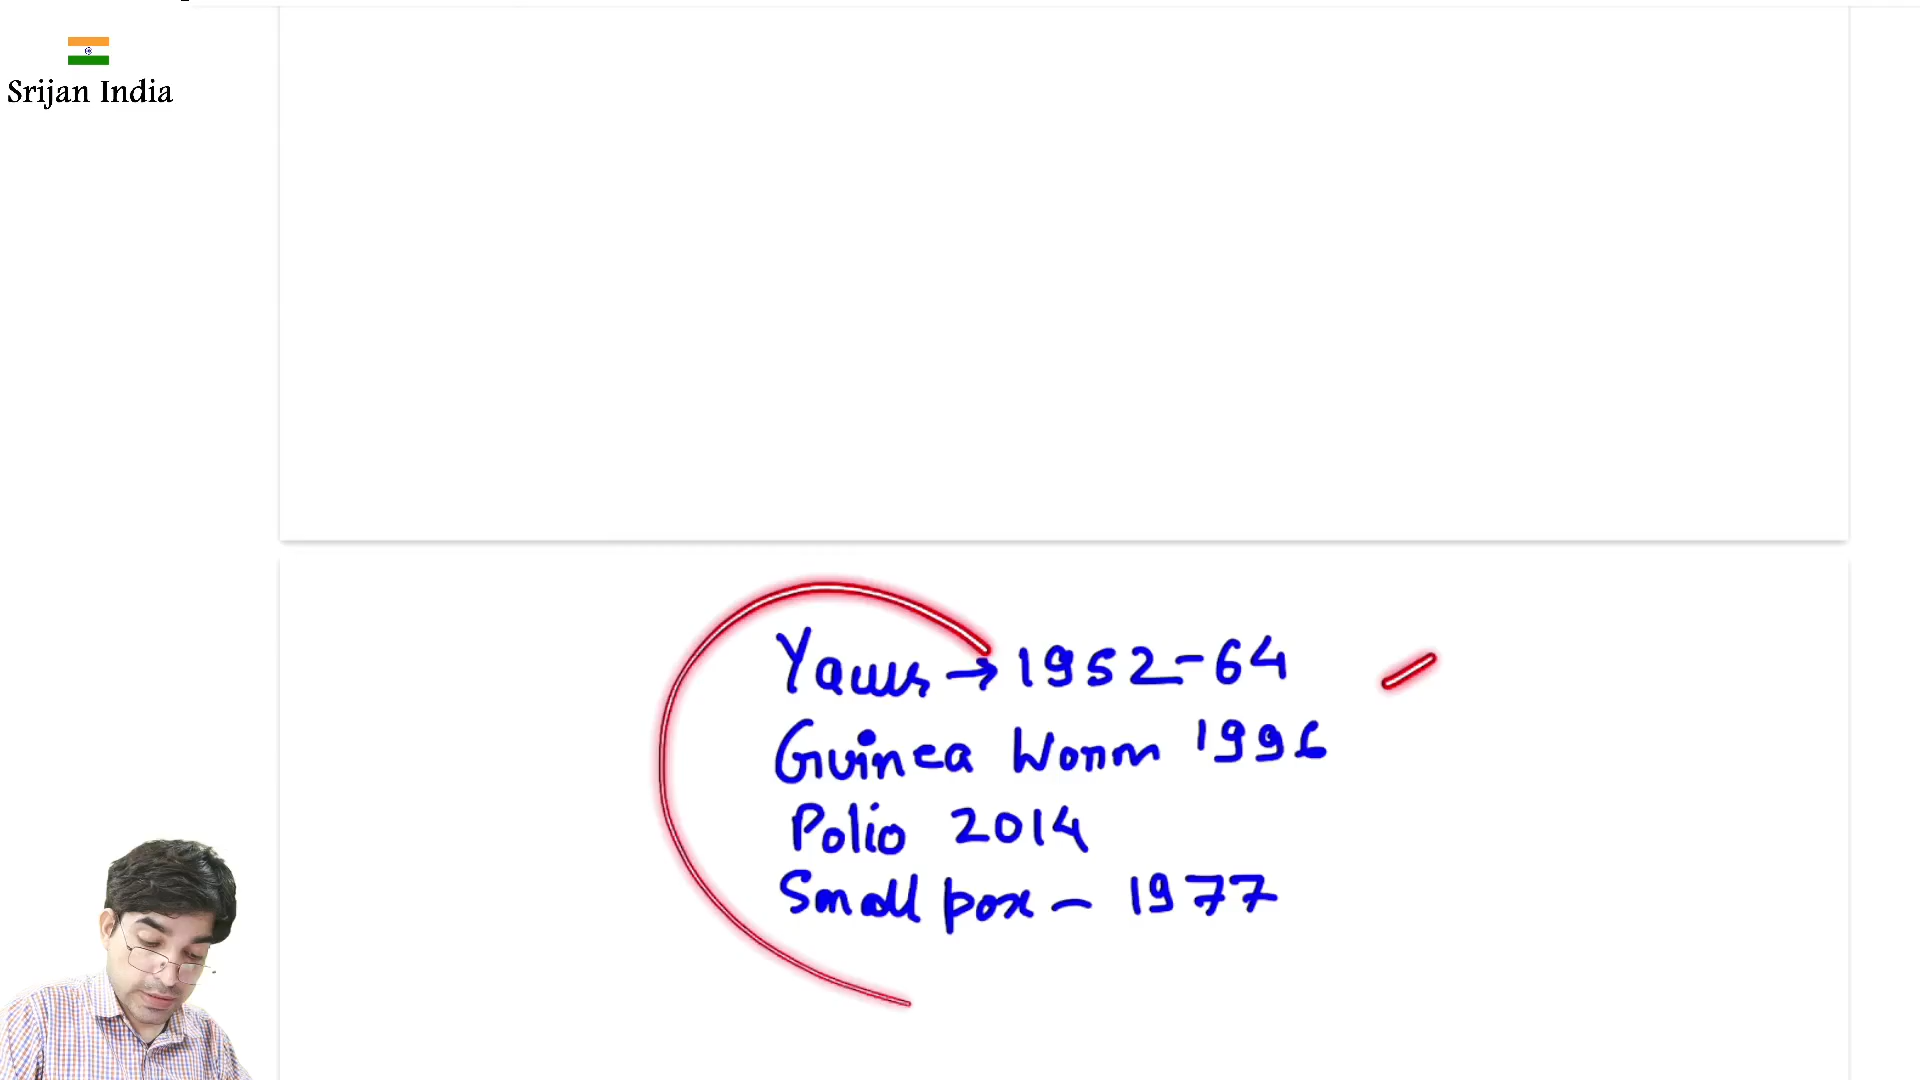 Srijan India
Yaws → 1952-64
Guinea Worm 1996
Polio 2014
Small pox - 1977